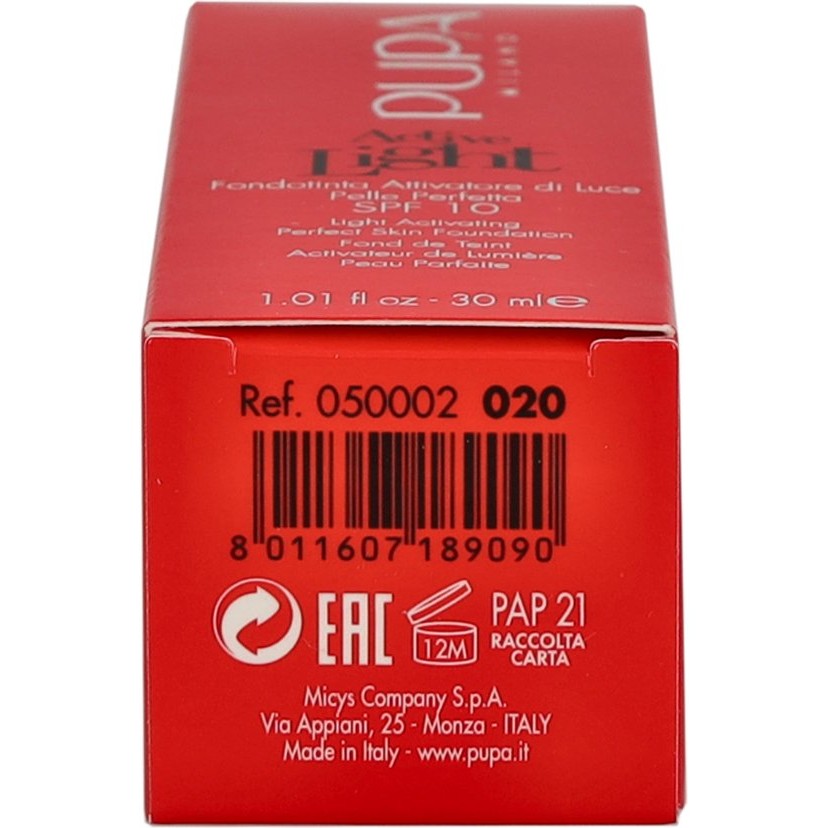 PUPA
MILANO
Active
Light
Fondotinta Attivatore di Luce
Pelle Perfetta
SPF 10
Light Activating
Perfect Skin Foundation
Fond de Teint
Activateur de Lumière
Peau Parfaite
1.01 fl oz - 30 ml e
Ref. 050002 020
8 011607 189090
EAC
12M
PAP 21
RACCOLTA
CARTA
Micys Company S.p.A.
Via Appiani, 25 - Monza - ITALY
Made in Italy - www.pupa.it